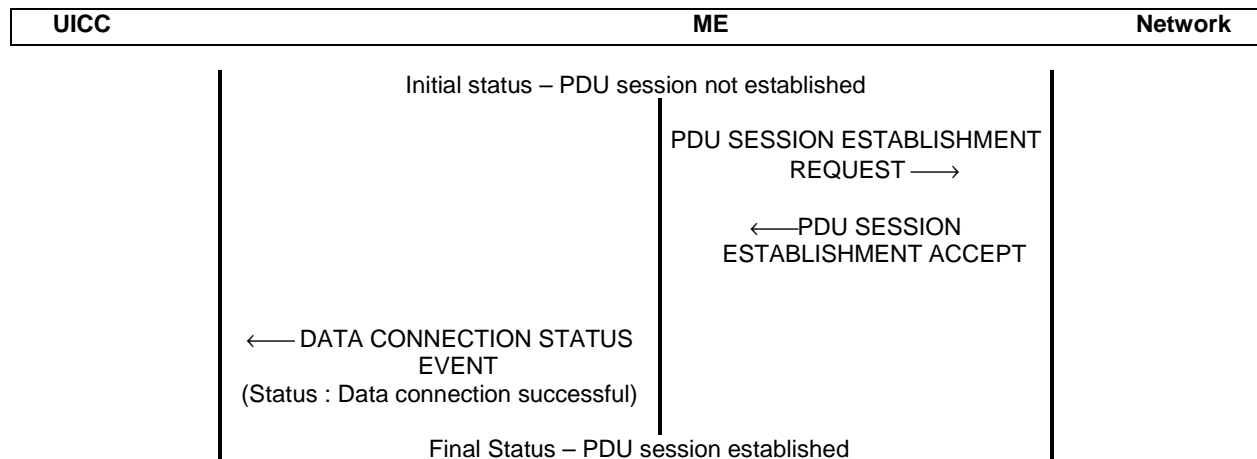 UICC ME Network
Initial status – PDU session not established
PDU SESSION ESTABLISHMENT
REQUEST ⟶
⟵PDU SESSION
ESTABLISHMENT ACCEPT
⟵ DATA CONNECTION STATUS
EVENT
(Status : Data connection successful)
Final Status – PDU session established